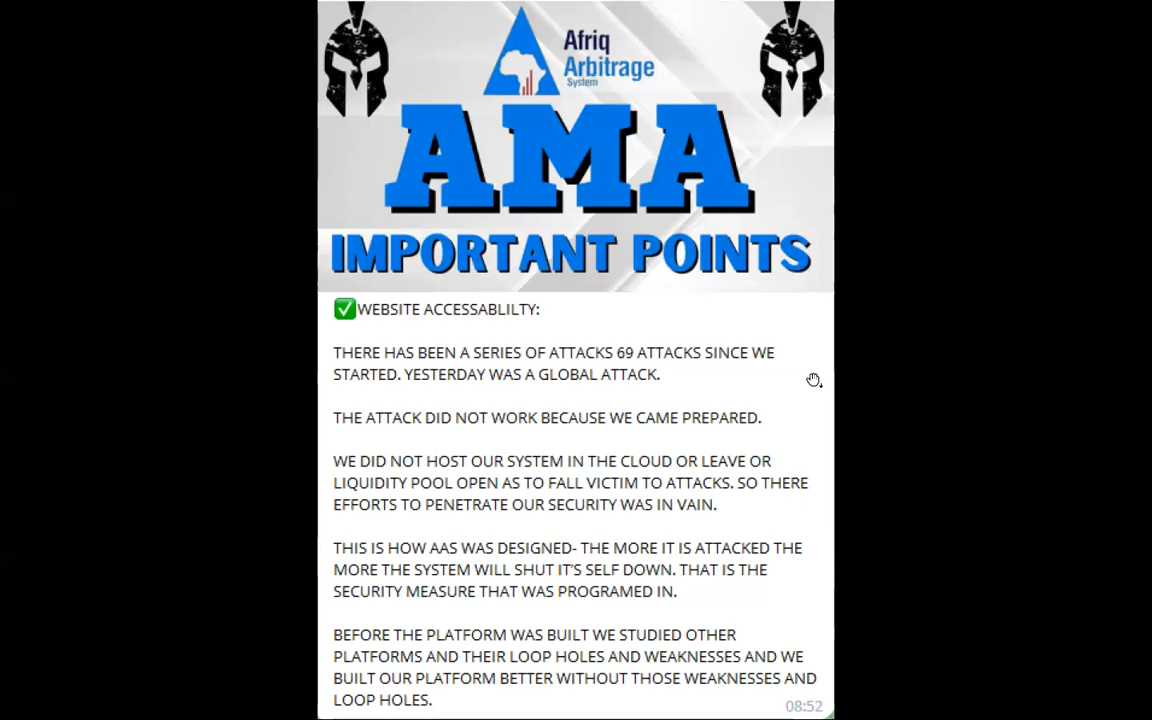 Afriq
Arbitrage
System
AMA
IMPORTANT POINTS
✅WEBSITE ACCESSABLILTY:
THERE HAS BEEN A SERIES OF ATTACKS 69 ATTACKS SINCE WE
STARTED. YESTERDAY WAS A GLOBAL ATTACK.
THE ATTACK DID NOT WORK BECAUSE WE CAME PREPARED.
WE DID NOT HOST OUR SYSTEM IN THE CLOUD OR LEAVE OR
LIQUIDITY POOL OPEN AS TO FALL VICTIM TO ATTACKS. SO THERE
EFFORTS TO PENETRATE OUR SECURITY WAS IN VAIN.
THIS IS HOW AAS WAS DESIGNED- THE MORE IT IS ATTACKED THE
MORE THE SYSTEM WILL SHUT IT'S SELF DOWN. THAT IS THE
SECURITY MEASURE THAT WAS PROGRAMED IN.
BEFORE THE PLATFORM WAS BUILT WE STUDIED OTHER
PLATFORMS AND THEIR LOOP HOLES AND WEAKNESSES AND WE
BUILT OUR PLATFORM BETTER WITHOUT THOSE WEAKNESSES AND
LOOP HOLES.
08:52